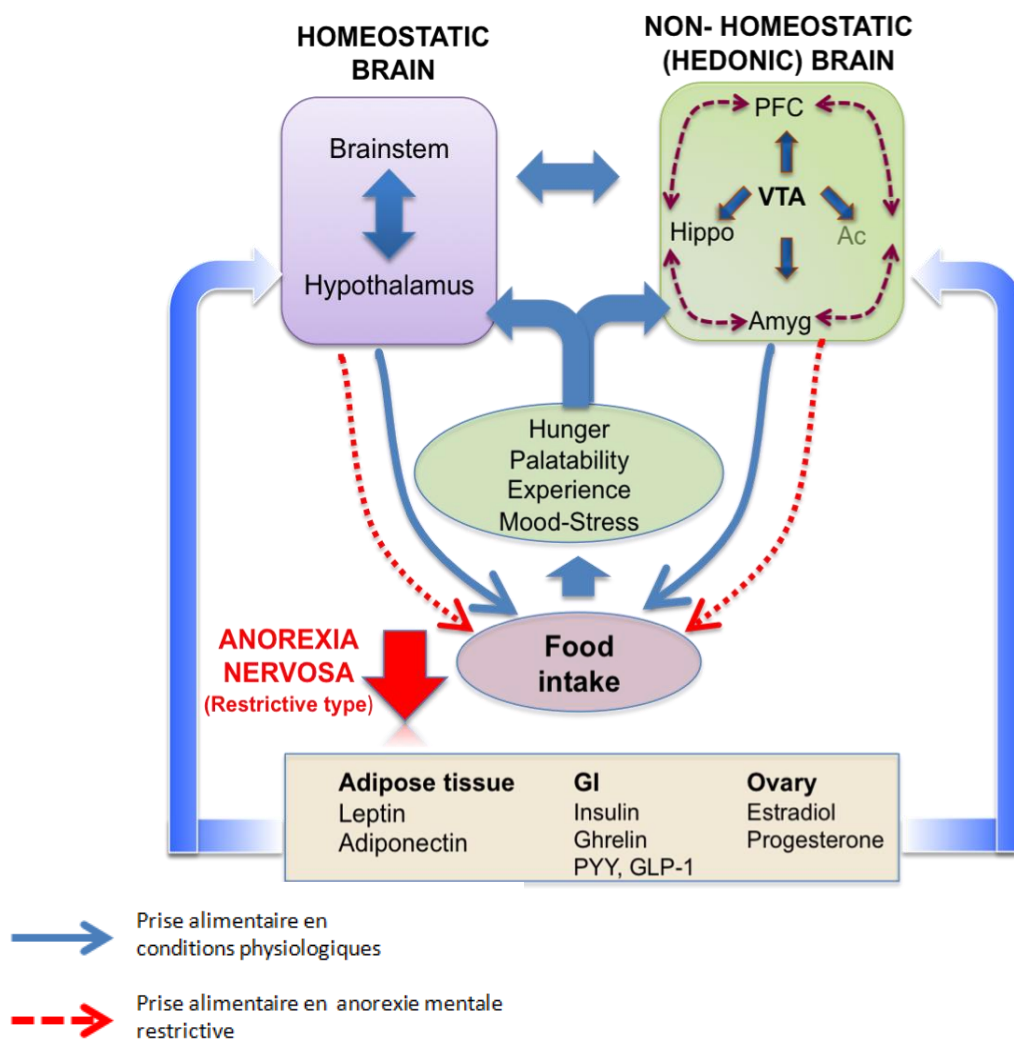 HOMEOSTATIC
BRAIN
NON- HOMEOSTATIC
(HEDONIC) BRAIN
Brainstem
Hypothalamus
PFC
VTA
Hippo
Ac
Amyg
Hunger
Palatability
Experience
Mood-Stress
ANOREXIA
NERVOSA
(Restrictive type)
Food
intake
Adipose tissue
Leptin
Adiponectin
GI
Insulin
Ghrelin
PYY, GLP-1
Ovary
Estradiol
Progesterone
Prise alimentaire en
conditions physiologiques
Prise alimentaire en anorexie mentale
restrictive